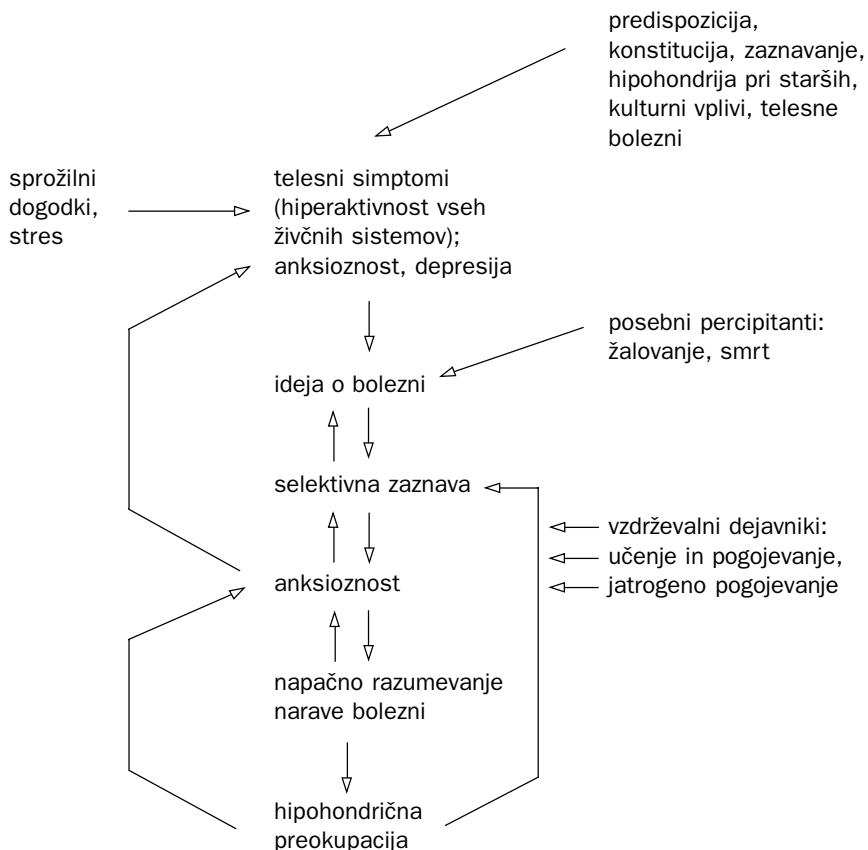 predispozicija,
konstitucija, zaznavanje,
hipohondrija pri starših,
kulturni vplivi, telesne
bolezni
sprožilni
dogodki,
stres
telesni simptomi
(hiperaktivnost vseh
živčnih sistemov);
anksioznost, depresija
posebni percipitanti:
žalovanje, smrt
ideja o bolezni
selektivna zaznava
vzdrževalni dejavniki:
učenje in pogojevanje,
jatrogeno pogojevanje
anksioznost
napačno razumevanje
narave bolezni
hipohondrična
preokupacija